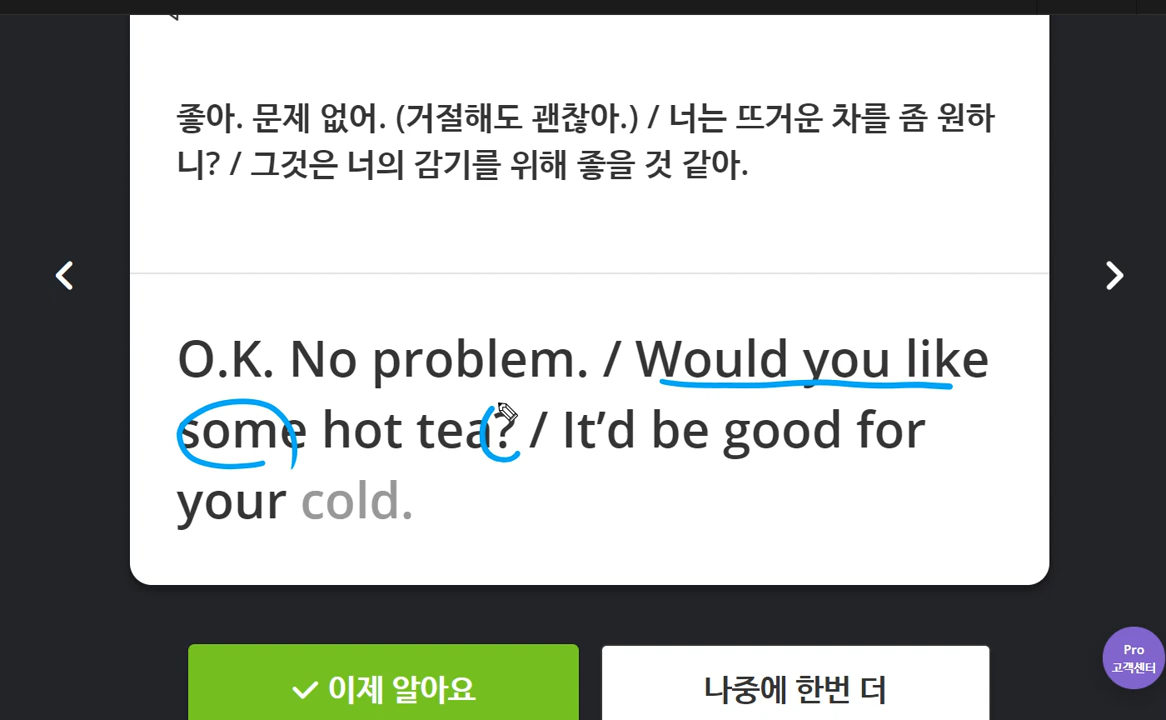 좋아. 문제 없어. (거절해도 괜찮아.) / 너는 뜨거운 차를 좀 원하
니? / 그것은 너의 감기를 위해 좋을 것 같아.
O.K. No problem. / Would you like
some hot tea? / It’d be good for
your cold.
이제 알아요
나중에 한번 더
Pro
고객센터